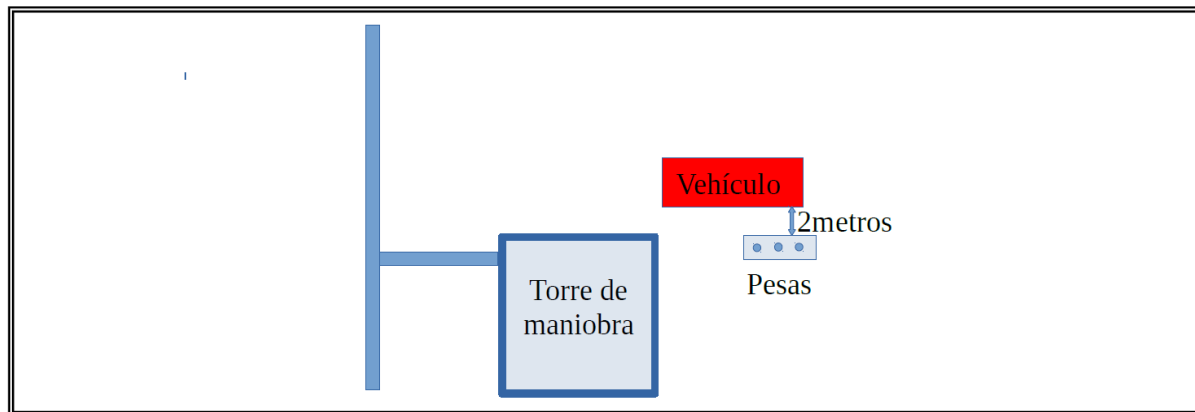 Vehículo
2metros
Pesas
Torre de
maniobra